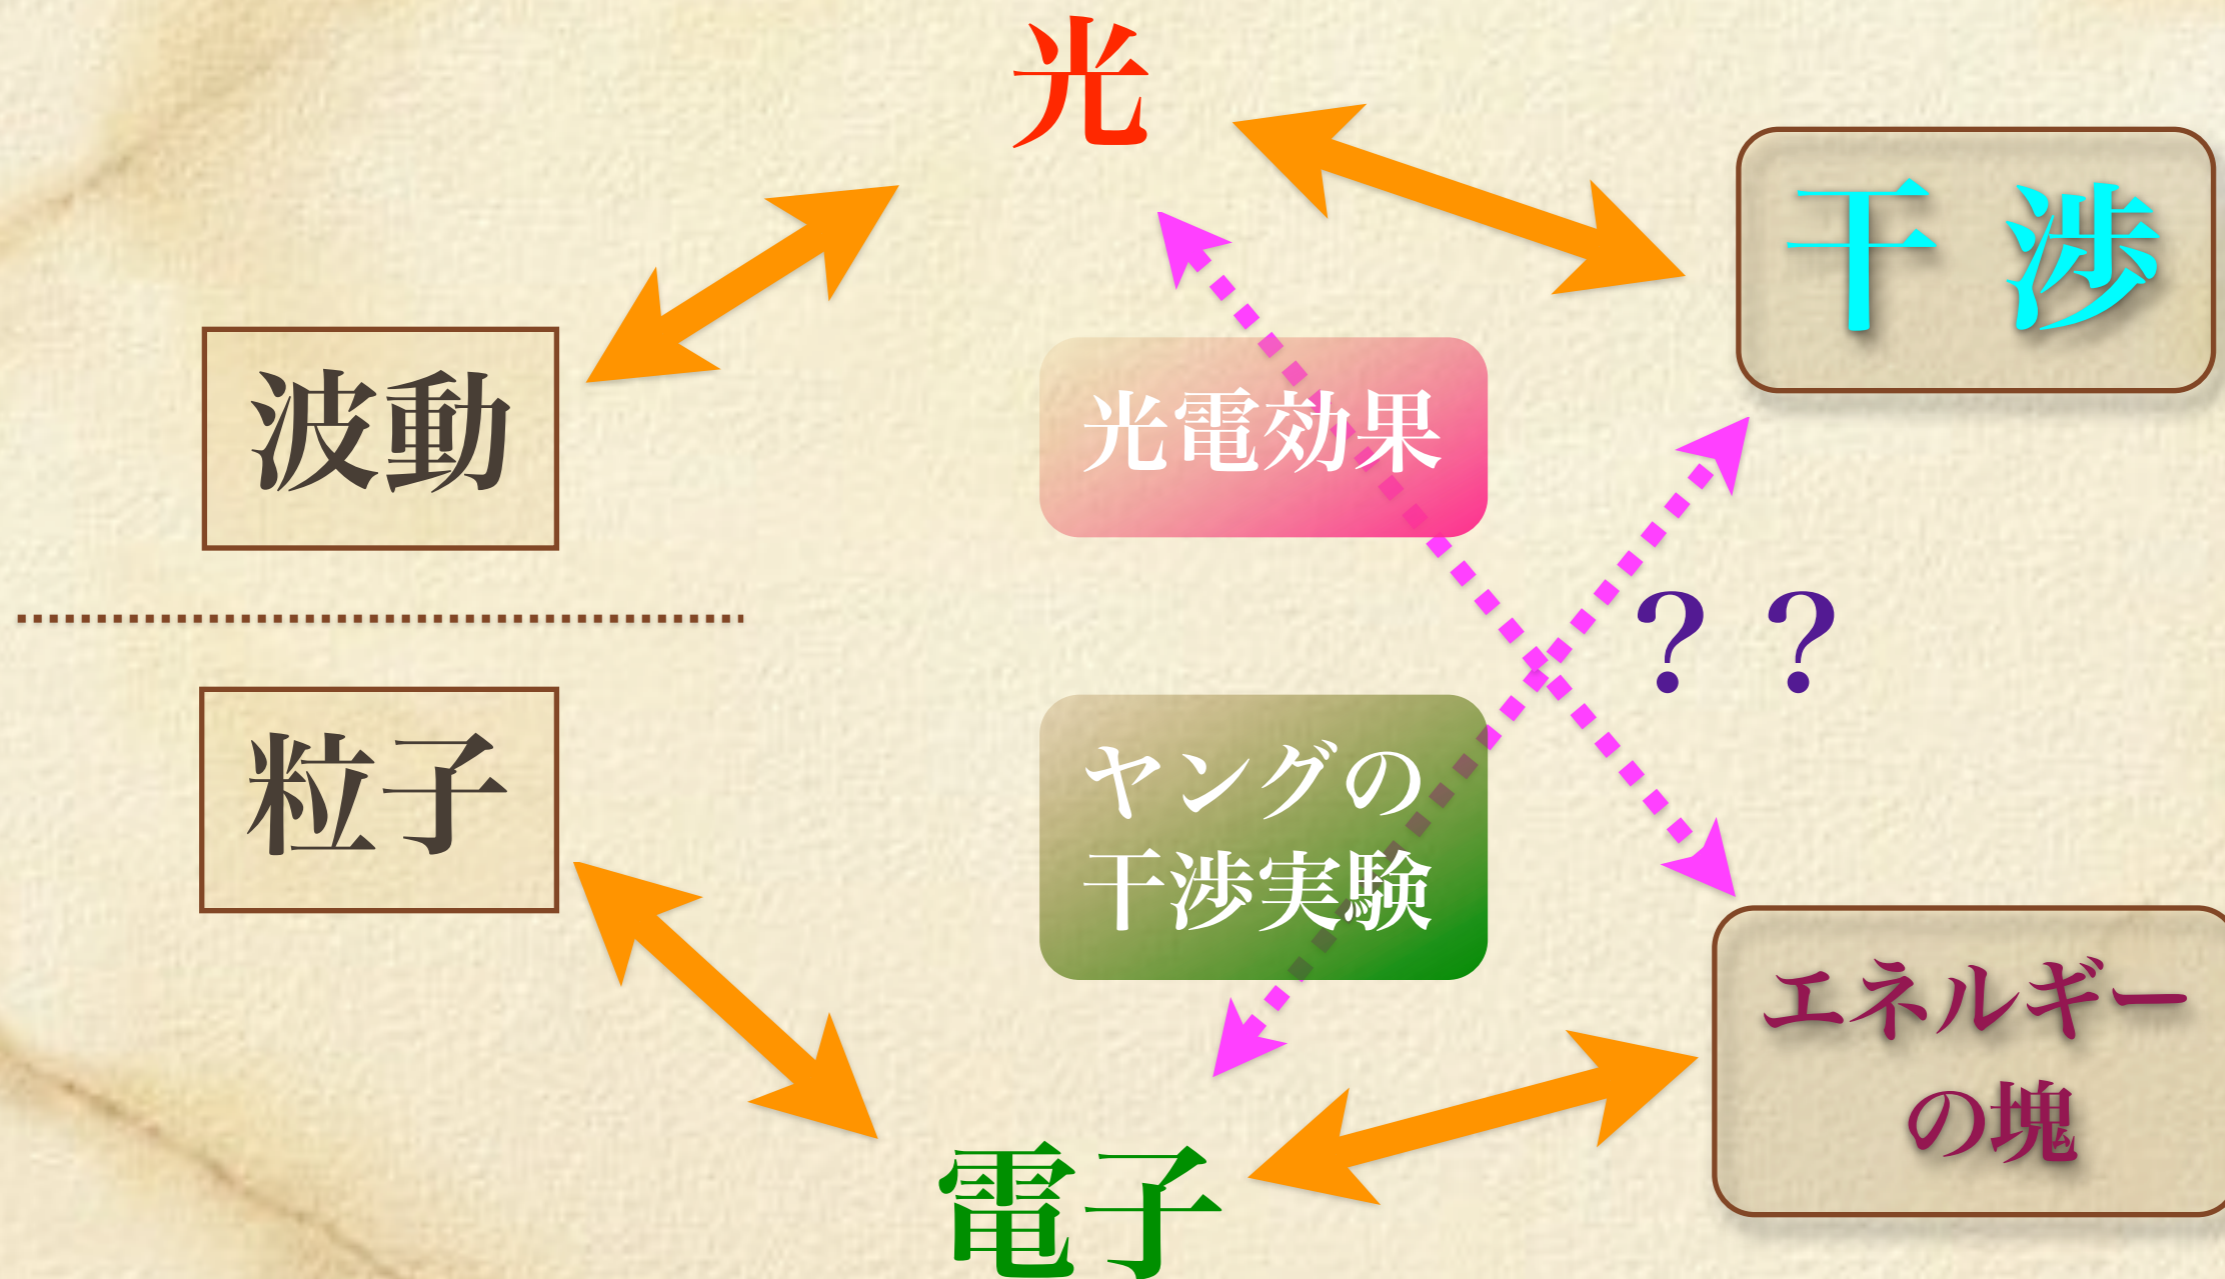 光
干 渉
波動
光電効果
？？
粒子
ヤングの
干渉実験
エネルギー
の塊
電子